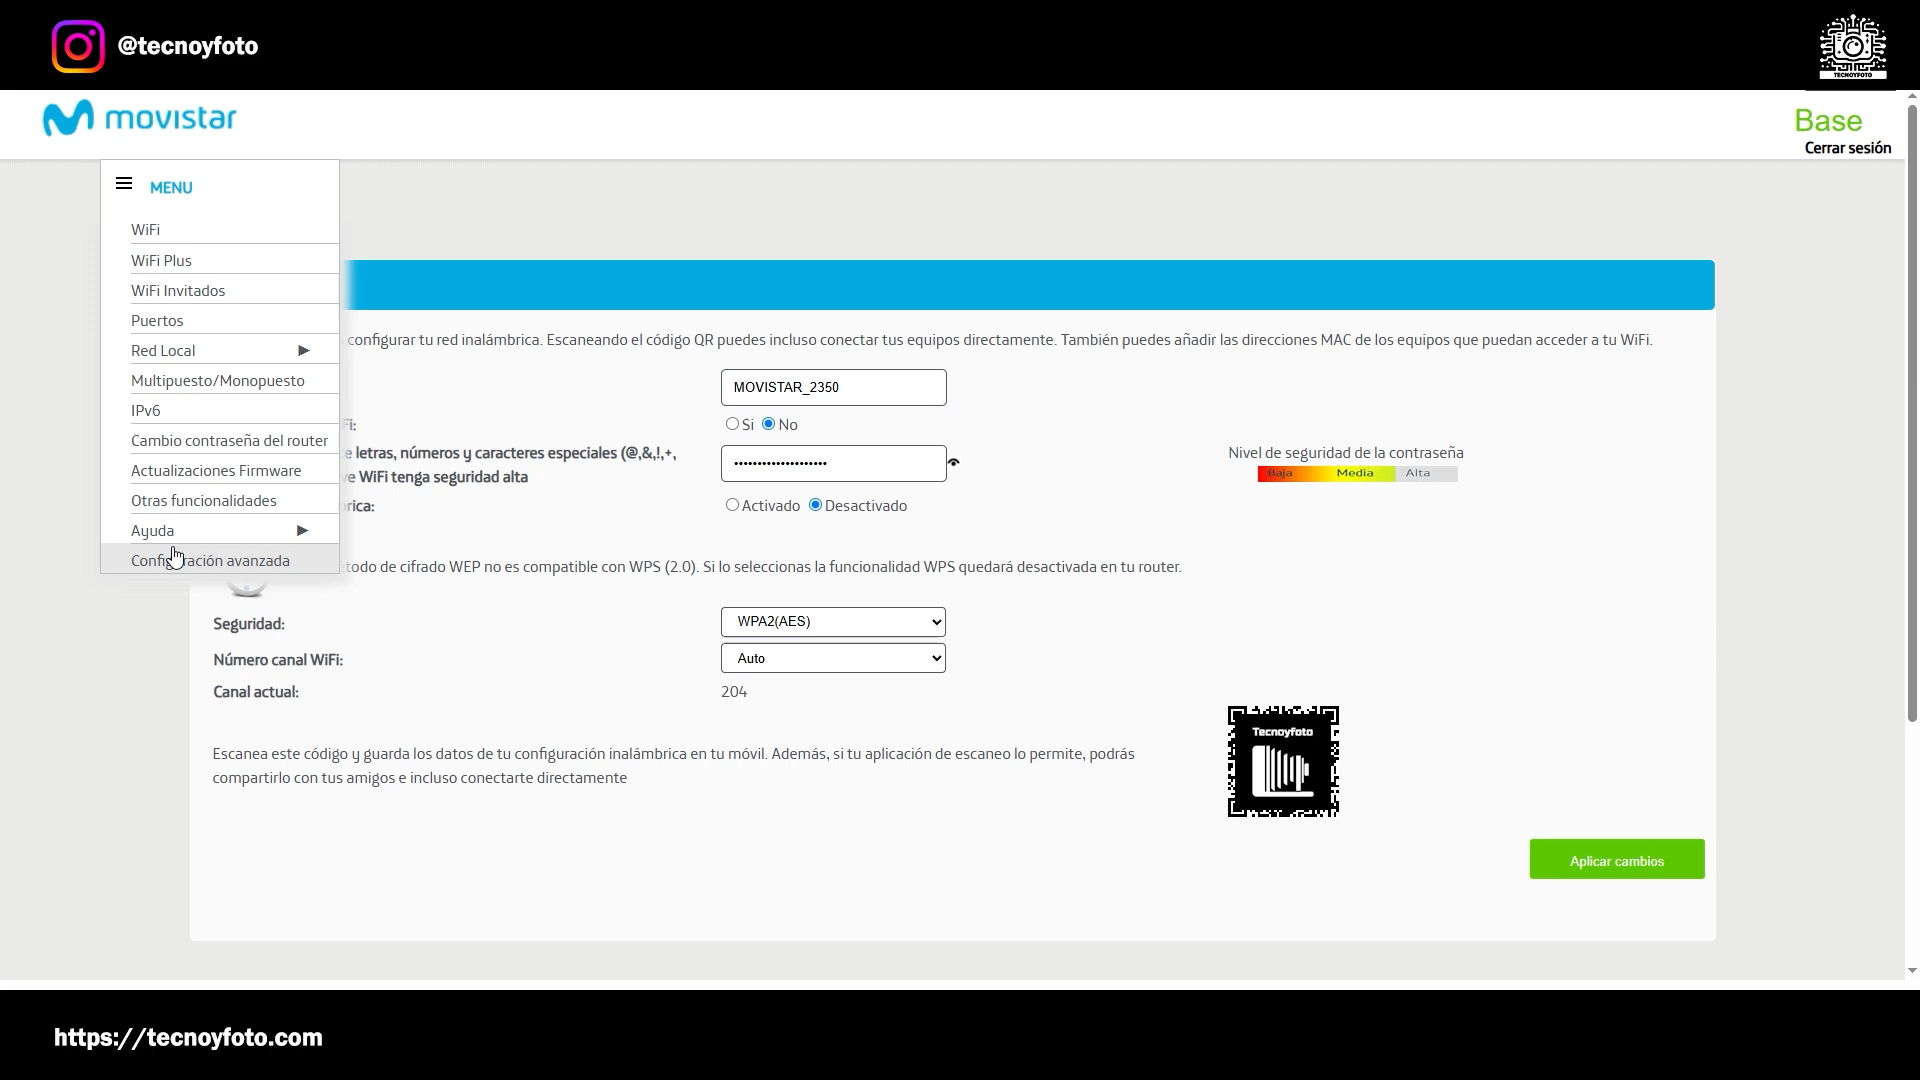 @tecnoyfoto
TECNOYFOTO
movistar
Base
Cerrar sesión
MENU
WiFi
WiFi Plus
WiFi Invitados
Puertos
Red Local
Multipuesto/Monopuesto
IPv6
Cambio contraseña del router
Actualizaciones Firmware
Otras funcionalidades
Ayuda
Configuración avanzada
configurar tu red inalámbrica. Escaneando el código QR puedes incluso conectar tus equipos directamente. También puedes añadir las direcciones MAC de los equipos que puedan acceder a tu WiFi.
MOVISTAR_2350
Fi:
Si No
e letras, números y caracteres especiales (@,&,!,+,
ve WiFi tenga seguridad alta
••••••••••••••••••••
Nivel de seguridad de la contraseña
Baja Media Alta
brica:
Activado Desactivado
todo de cifrado WEP no es compatible con WPS (2.0). Si lo seleccionas la funcionalidad WPS quedará desactivada en tu router.
Seguridad:
WPA2(AES)
Número canal WiFi:
Auto
Canal actual:
204
Escanea este código y guarda los datos de tu configuración inalámbrica en tu móvil. Además, si tu aplicación de escaneo lo permite, podrás
compartirlo con tus amigos e incluso conectarte directamente
Tecnoyfoto
Aplicar cambios
https://tecnoyfoto.com